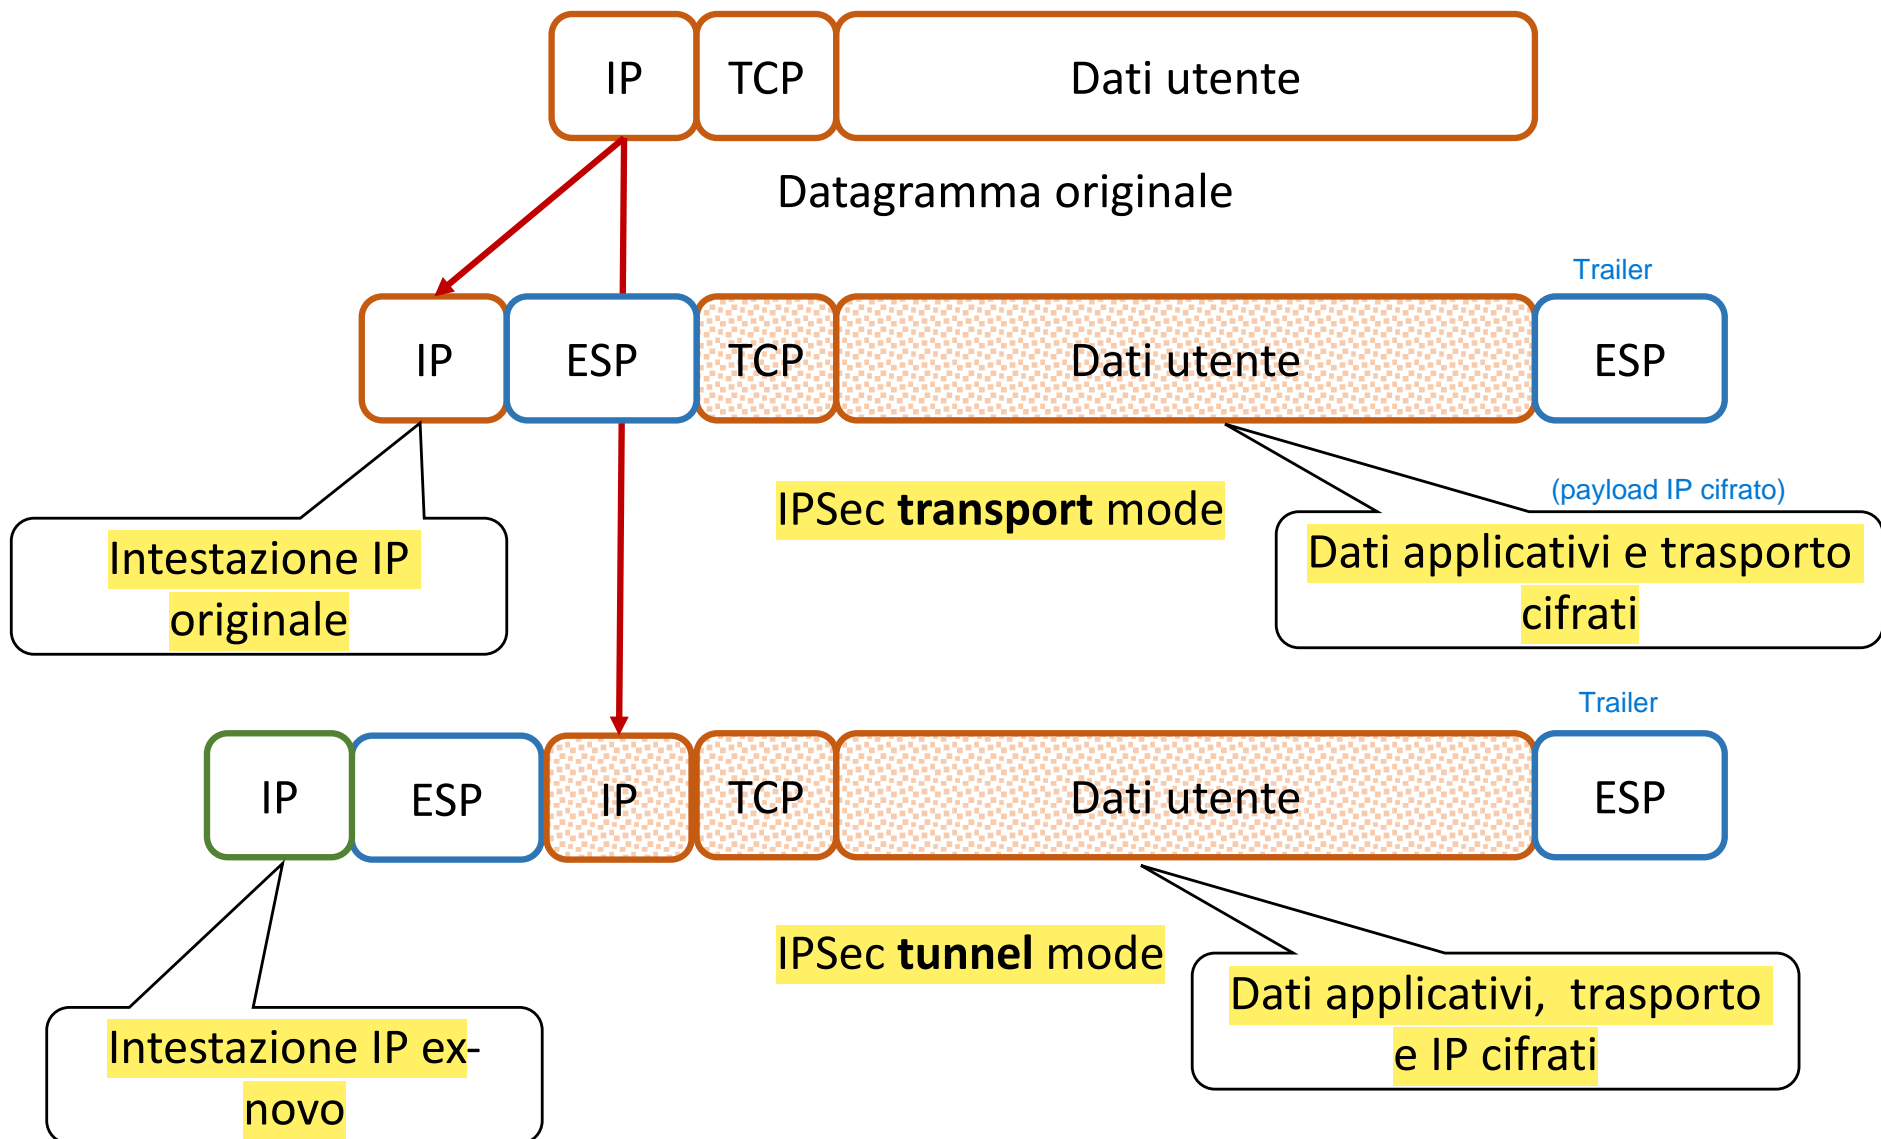 IP TCP Dati utente
Datagramma originale
Trailer
IP ESP TCP Dati utente ESP
IPSec transport mode
(payload IP cifrato)
Intestazione IP
originale
Dati applicativi e trasporto
cifrati
Trailer
IP ESP IP TCP Dati utente ESP
IPSec tunnel mode
Dati applicativi, trasporto
e IP cifrati
Intestazione IP ex-
novo